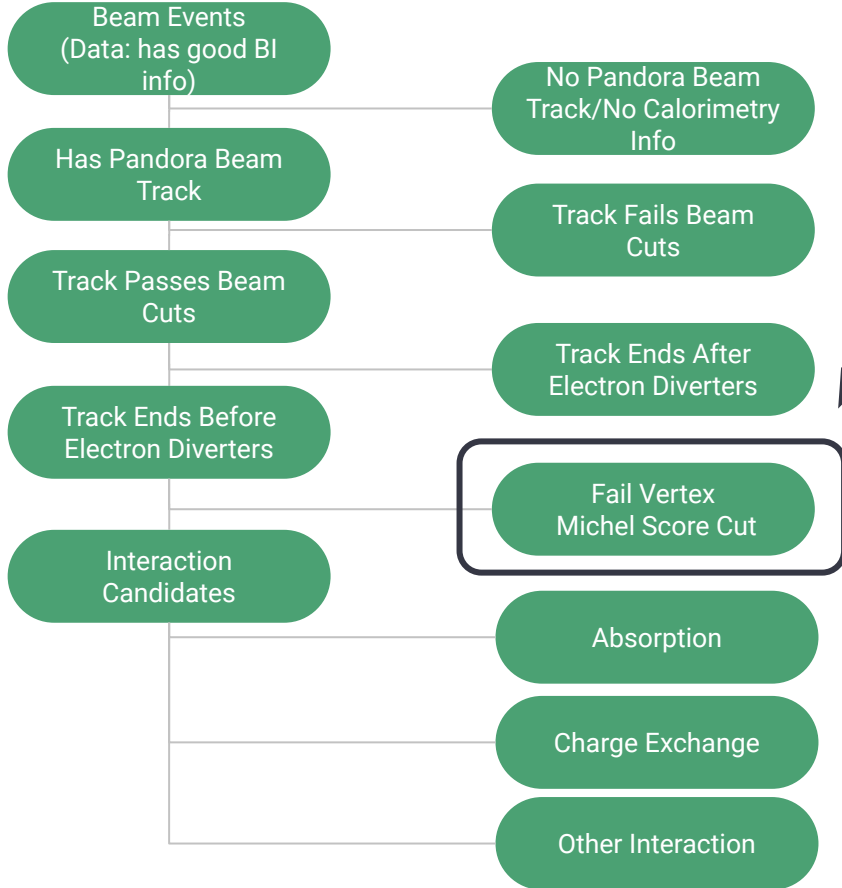 Beam Events
(Data: has good BI
info)
No Pandora Beam
Track/No Calorimetry
Info
Has Pandora Beam
Track
Track Fails Beam
Cuts
Track Passes Beam
Cuts
Track Ends After
Electron Diverters
Track Ends Before
Electron Diverters
Fail Vertex
Michel Score Cut
Interaction
Candidates
Absorption
Charge Exchange
Other Interaction